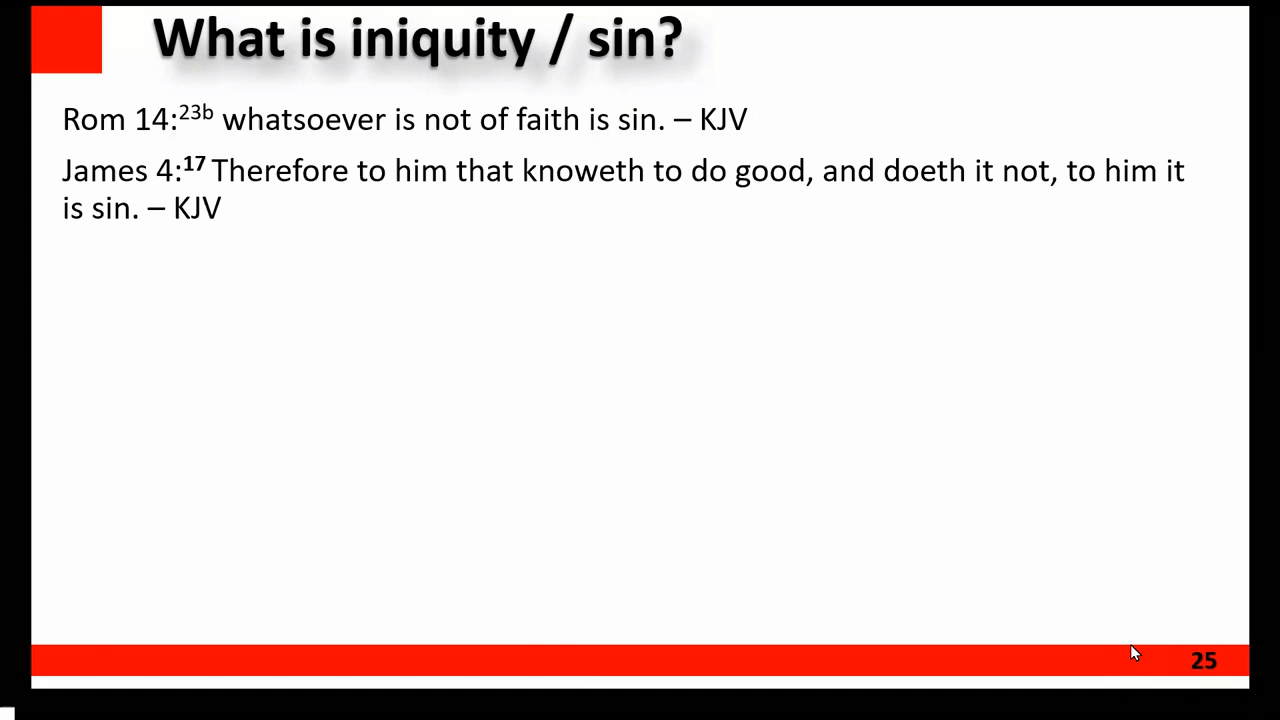 What is iniquity / sin?
Rom 14:23b whatsoever is not of faith is sin. – KJV
James 4:17 Therefore to him that knoweth to do good, and doeth it not, to him it
is sin. – KJV
25